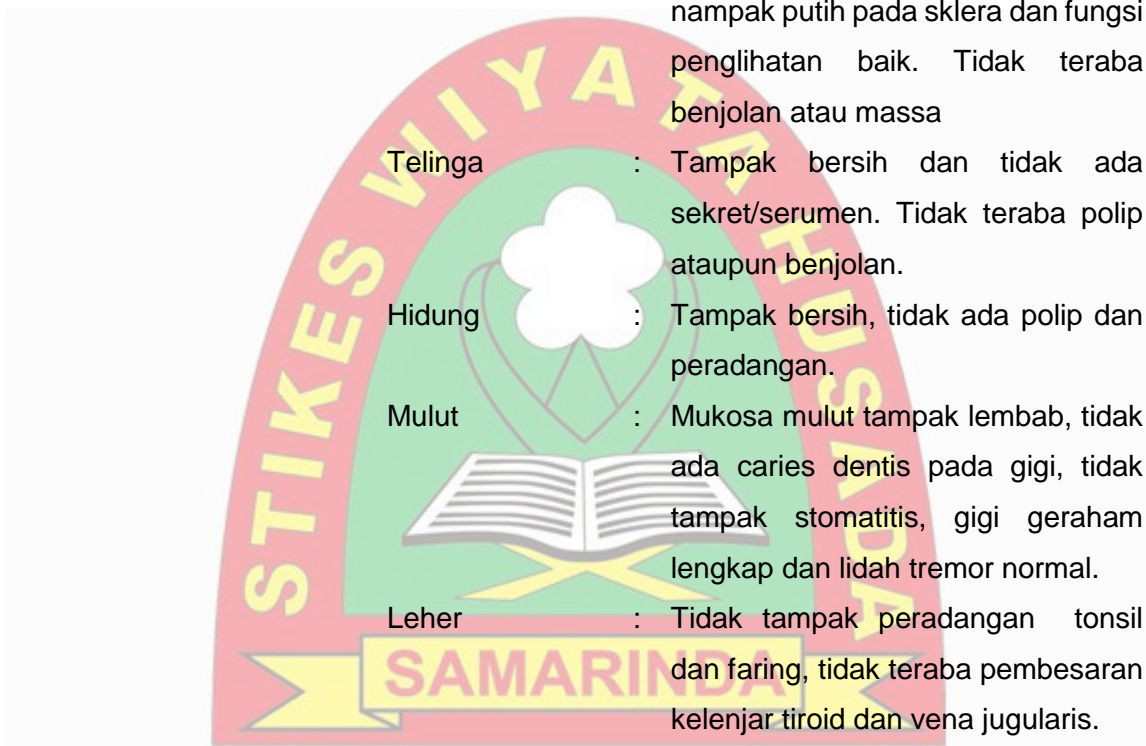 nampak putih pada sklera dan fungsi
penglihatan baik. Tidak teraba
benjolan atau massa
Telinga : Tampak bersih dan tidak ada
sekret/serumen. Tidak teraba polip
ataupun benjolan.
Hidung : Tampak bersih, tidak ada polip dan
peradangan.
Mulut : Mukosa mulut tampak lembab, tidak
ada caries dentis pada gigi, tidak
tampak stomatitis, gigi geraham
lengkap dan lidah tremor normal.
Leher : Tidak tampak peradangan tonsil
dan faring, tidak teraba pembesaran
kelenjar tiroid dan vena jugularis.
STIKES WIYATA HUSADA
SAMARINDA